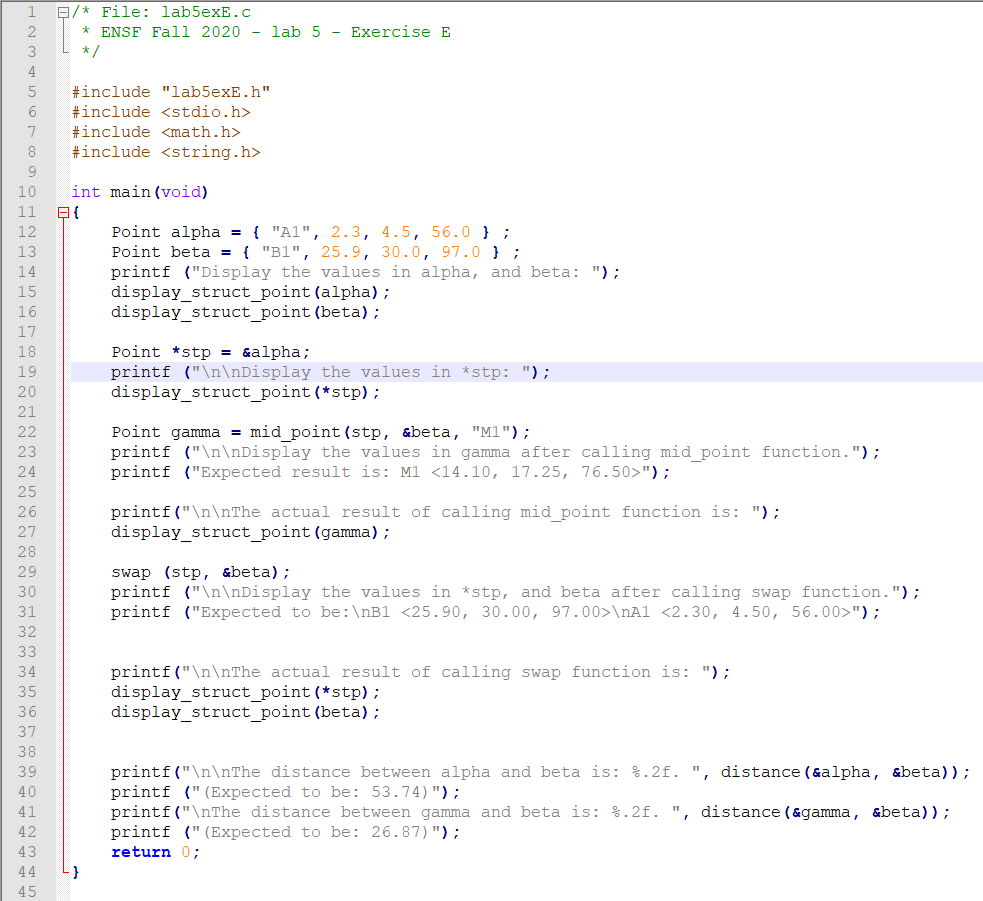 1 /* File: lab5exE.c
2  * ENSF Fall 2020 - lab 5 - Exercise E
3  */
4
5 #include "lab5exE.h"
6 #include <stdio.h>
7 #include <math.h>
8 #include <string.h>
9
10 int main(void)
11 {
12     Point alpha = { "A1", 2.3, 4.5, 56.0 } ;
13     Point beta = { "B1", 25.9, 30.0, 97.0 } ;
14     printf ("Display the values in alpha, and beta: ");
15     display_struct_point(alpha);
16     display_struct_point(beta);
17
18     Point *stp = &alpha;
19     printf ("\n\nDisplay the values in *stp: ");
20     display_struct_point(*stp);
21
22     Point gamma = mid_point(stp, &beta, "M1");
23     printf ("\n\nDisplay the values in gamma after calling mid_point function.");
24     printf ("Expected result is: M1 <14.10, 17.25, 76.50>");
25
26     printf("\n\nThe actual result of calling mid_point function is: ");
27     display_struct_point(gamma);
28
29     swap (stp, &beta);
30     printf ("\n\nDisplay the values in *stp, and beta after calling swap function.");
31     printf ("Expected to be:\nB1 <25.90, 30.00, 97.00>\nA1 <2.30, 4.50, 56.00>");
32
33
34     printf("\n\nThe actual result of calling swap function is: ");
35     display_struct_point(*stp);
36     display_struct_point(beta);
37
38
39     printf("\n\nThe distance between alpha and beta is: %.2f. ", distance(&alpha, &beta));
40     printf ("(Expected to be: 53.74)");
41     printf("\nThe distance between gamma and beta is: %.2f. ", distance(&gamma, &beta));
42     printf ("(Expected to be: 26.87)");
43     return 0;
44 }
45